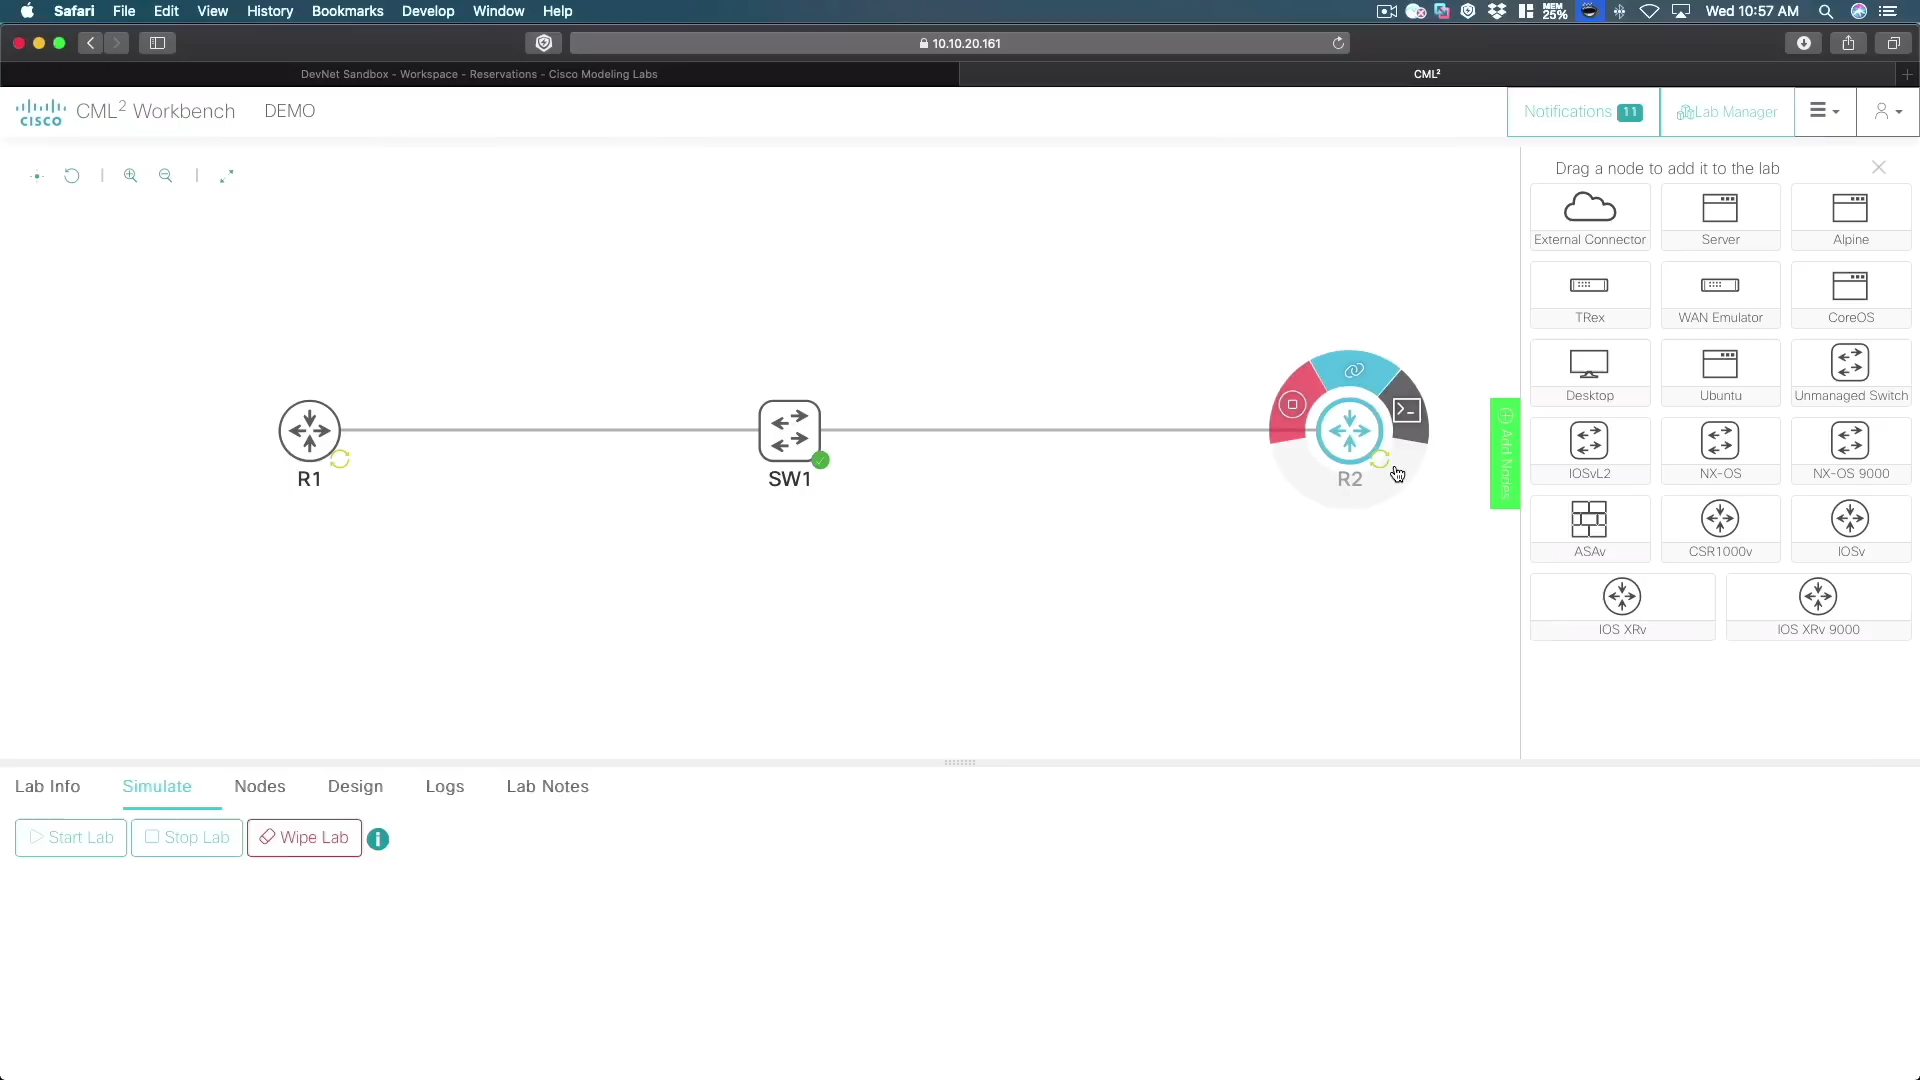 Safari File Edit View History Bookmarks Develop Window Help MEM 25% Wed 10:57 AM
10.10.20.161
DevNet Sandbox - Workspace - Reservations - Cisco Modeling Labs
CML²
CISCO CML² Workbench DEMO
Notifications 11 Lab Manager
Drag a node to add it to the lab
External Connector Server Alpine
TRex WAN Emulator CoreOS
Desktop Ubuntu Unmanaged Switch
IOSvL2 NX-OS NX-OS 9000
ASAv CSR1000v IOSv
IOS XRv IOS XRv 9000
Add Nodes
R1 SW1 R2
Lab Info Simulate Nodes Design Logs Lab Notes
Start Lab Stop Lab Wipe Lab